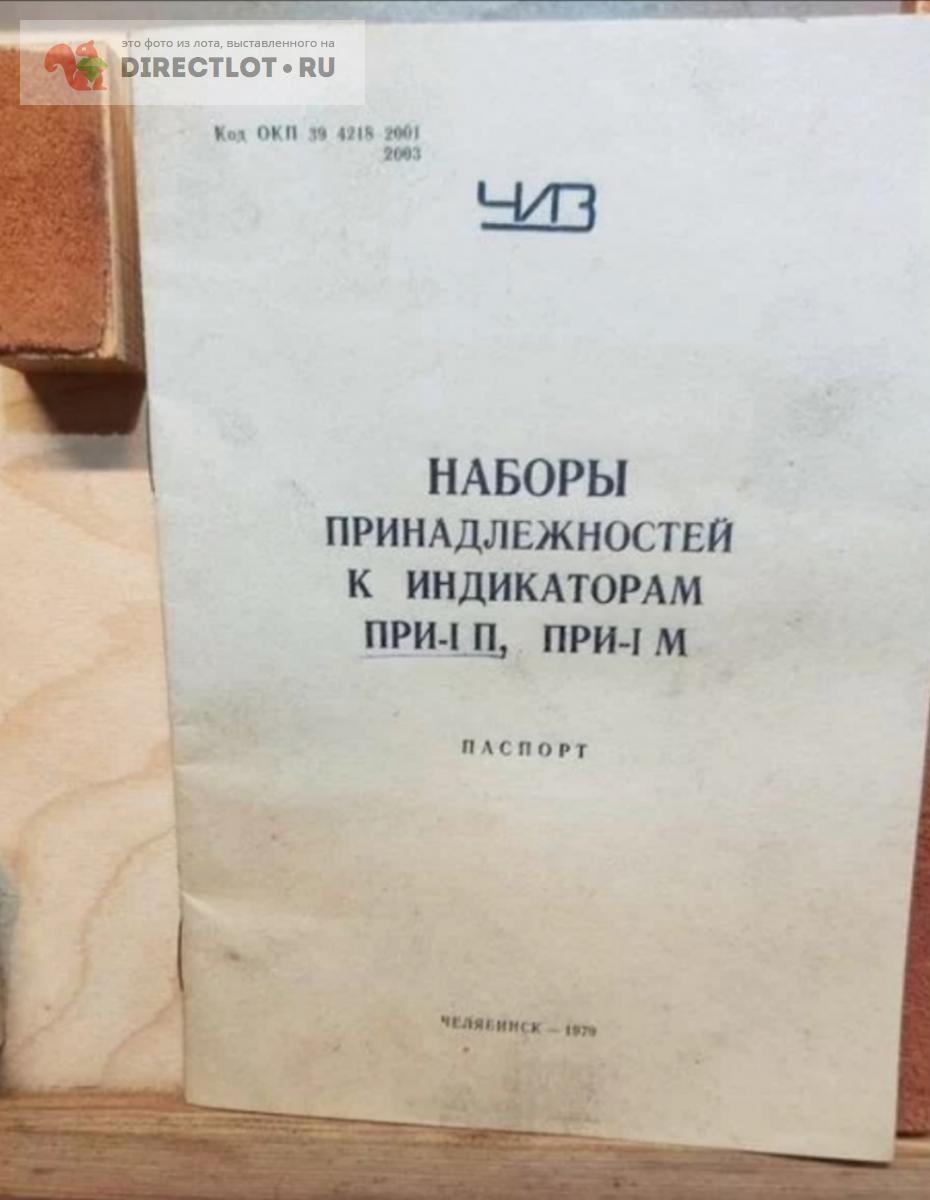 это фото из лота, выставленного на
DIRECTLOT•RU
Код ОКП 39 4218 2001
2003
ЧИЗ
НАБОРЫ
ПРИНАДЛЕЖНОСТЕЙ
К ИНДИКАТОРАМ
ПРИ-I П, ПРИ-I М
ПАСПОРТ
ЧЕЛЯБИНСК — 1979